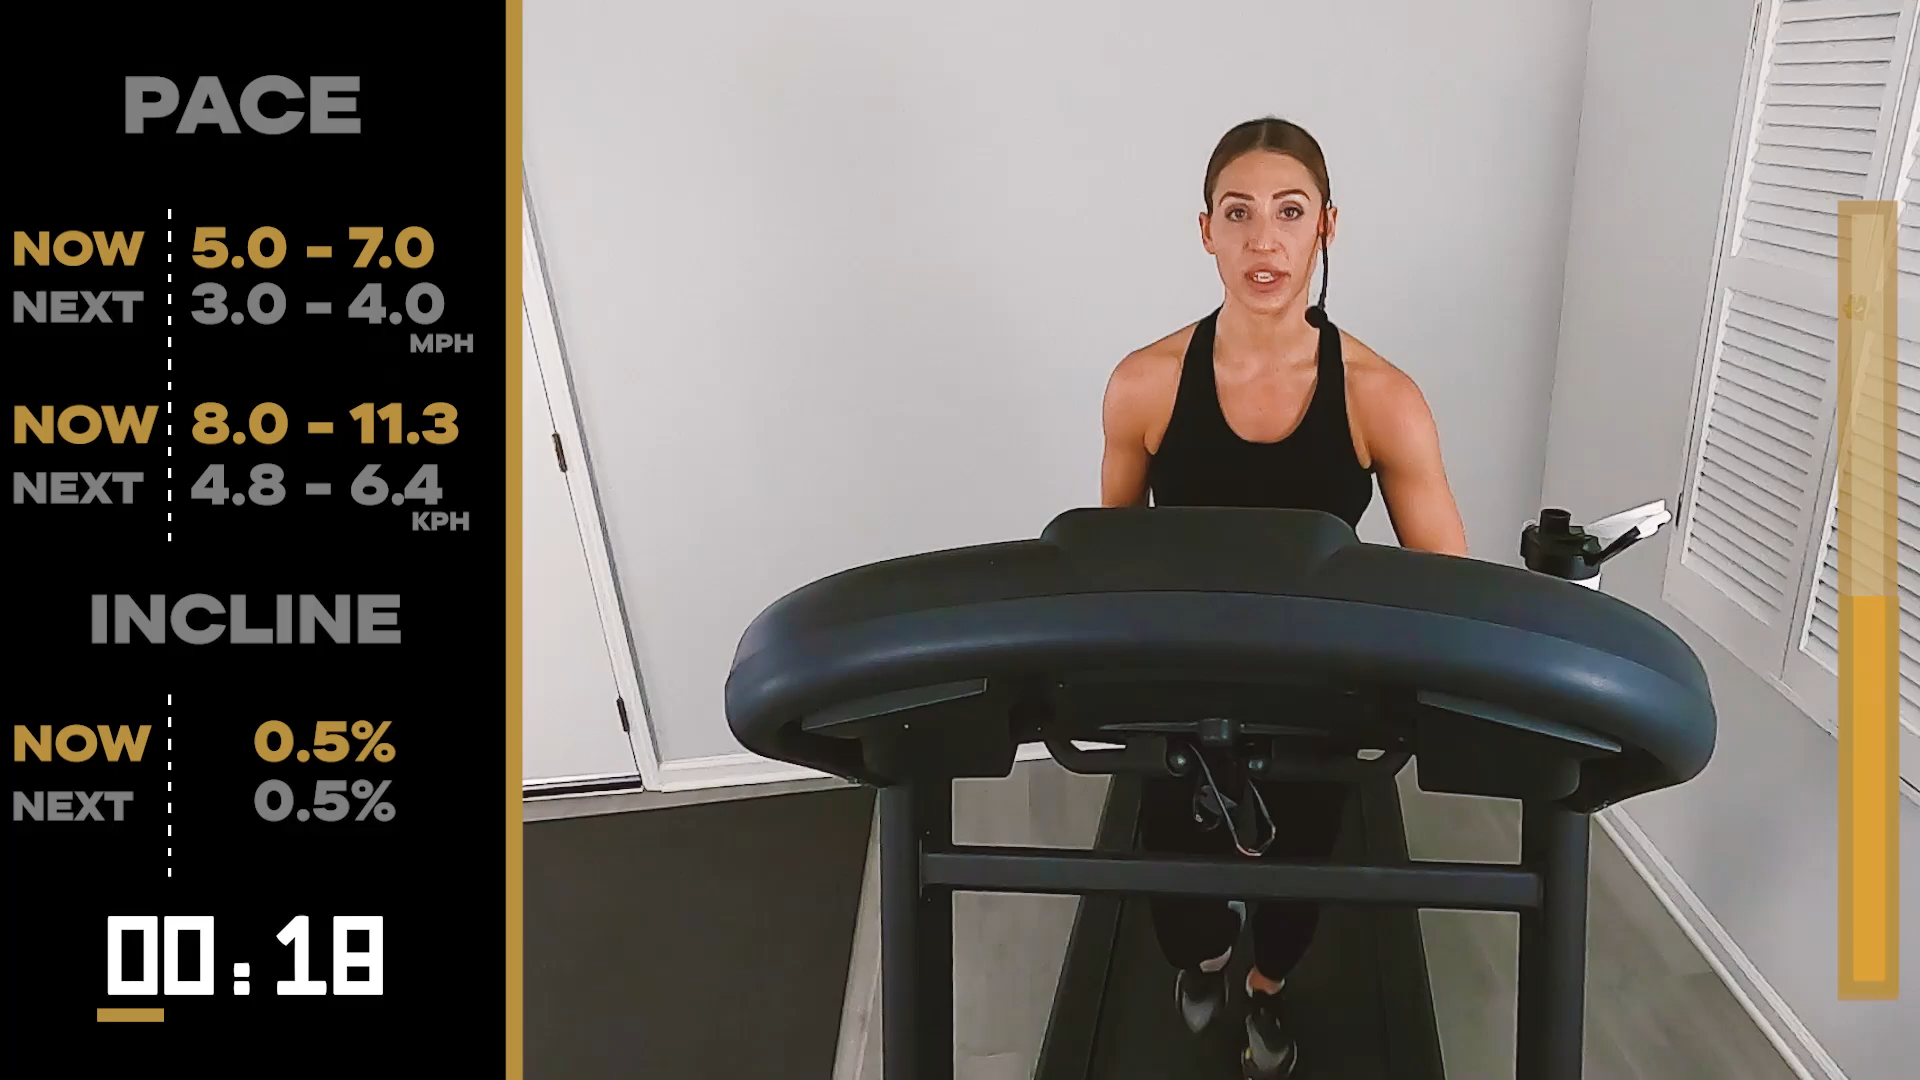 PACE
NOW 5.0 - 7.0
NEXT 3.0 - 4.0
MPH
NOW 8.0 - 11.3
NEXT 4.8 - 6.4
KPH
INCLINE
NOW 0.5%
NEXT 0.5%
00:18